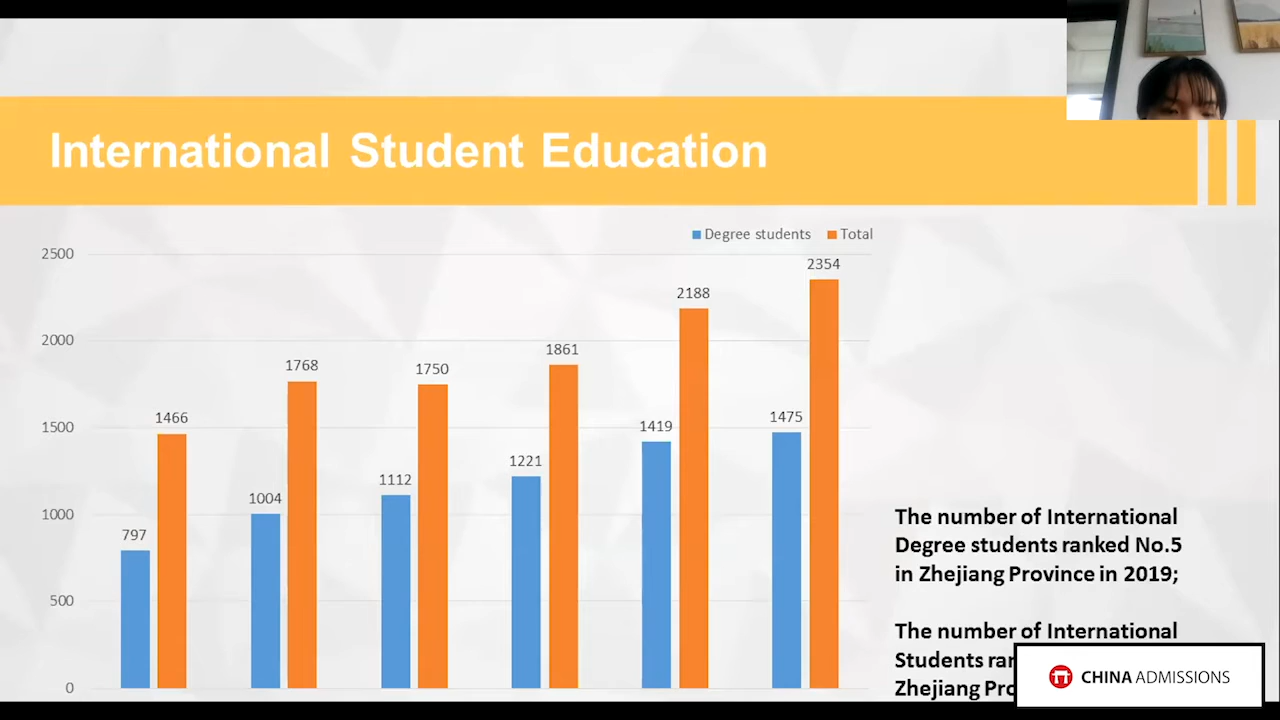 International Student Education
Degree students Total
2500
2000
1500
1000
500
0
797
1466
1004
1768
1112
1750
1221
1861
1419
2188
1475
2354
The number of International
Degree students ranked No.5
in Zhejiang Province in 2019;
The number of International
Students
Zhejiang
CHINA ADMISSIONS